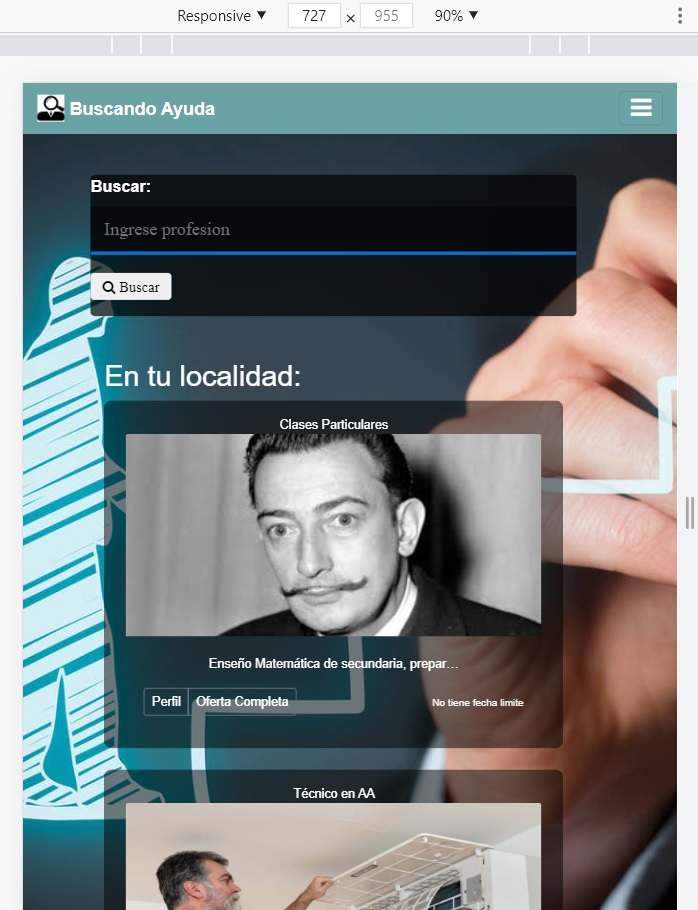 Responsive ▼ 727 × 955 90% ▼
Buscando Ayuda
Buscar:
Ingrese profesion
Buscar
En tu localidad:
Clases Particulares
Enseño Matemática de secundaria, prepar...
Perfil Oferta Completa No tiene fecha limite
Técnico en AA